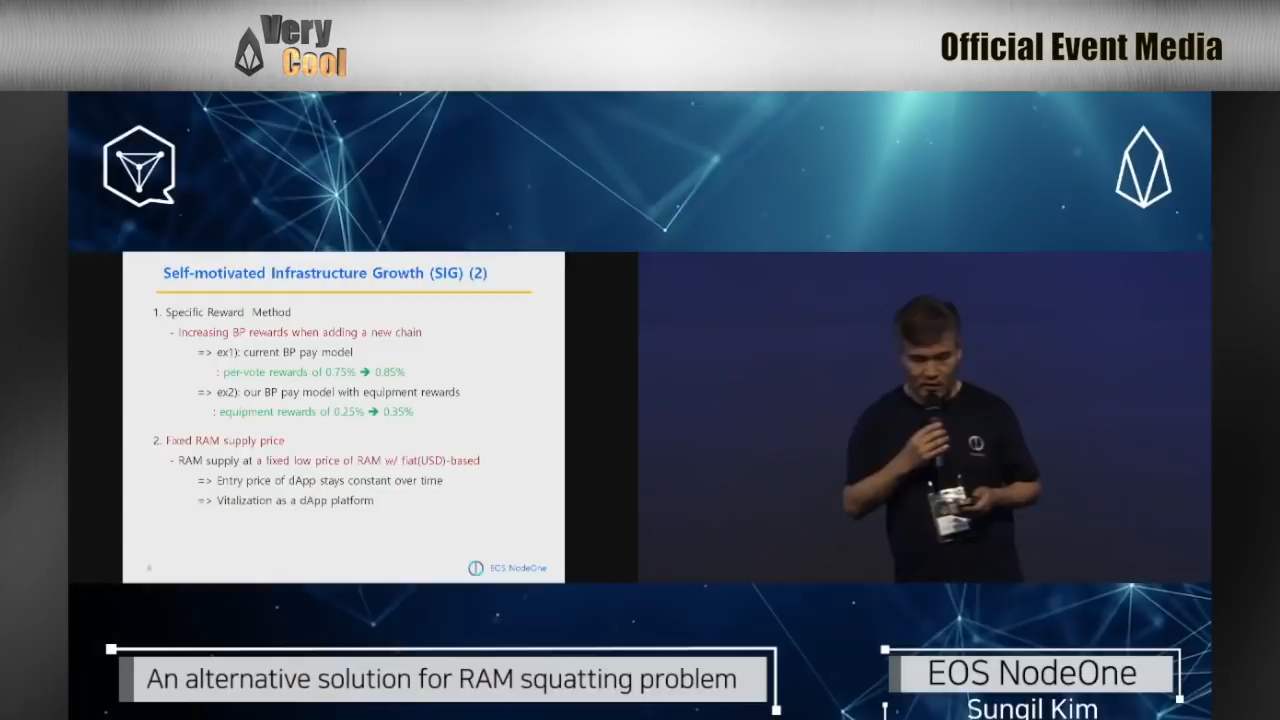 Very
Cool
Official Event Media
Self-motivated Infrastructure Growth (SIG) (2)
1. Specific Reward Method
- Increasing BP rewards when adding a new chain
=> ex1): current BP pay model
: per-vote rewards of 0.75% ➔ 0.85%
=> ex2): our BP pay model with equipment rewards
: equipment rewards of 0.25% ➔ 0.35%
2. Fixed RAM supply price
- RAM supply at a fixed low price of RAM w/ fiat(USD)-based
=> Entry price of dApp stays constant over time
=> Vitalization as a dApp platform
EOS NodeOne
An alternative solution for RAM squatting problem
EOS NodeOne
Sungil Kim